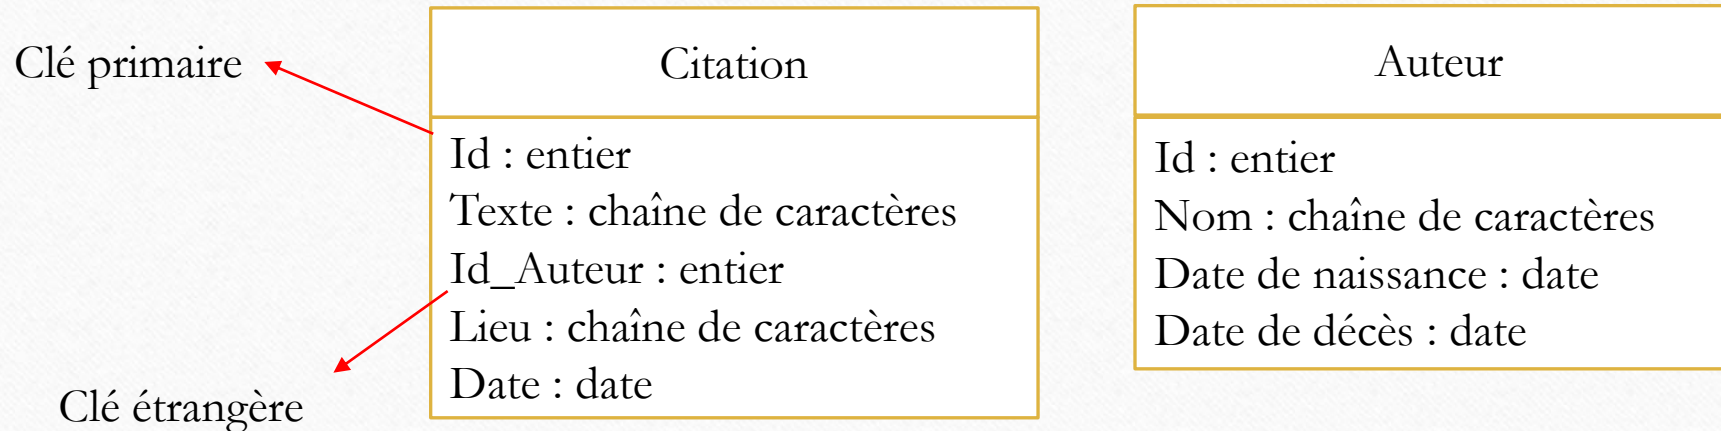 Clé primaire
Citation
Id : entier
Texte : chaîne de caractères
Id_Auteur : entier
Lieu : chaîne de caractères
Date : date
Clé étrangère
Auteur
Id : entier
Nom : chaîne de caractères
Date de naissance : date
Date de décès : date